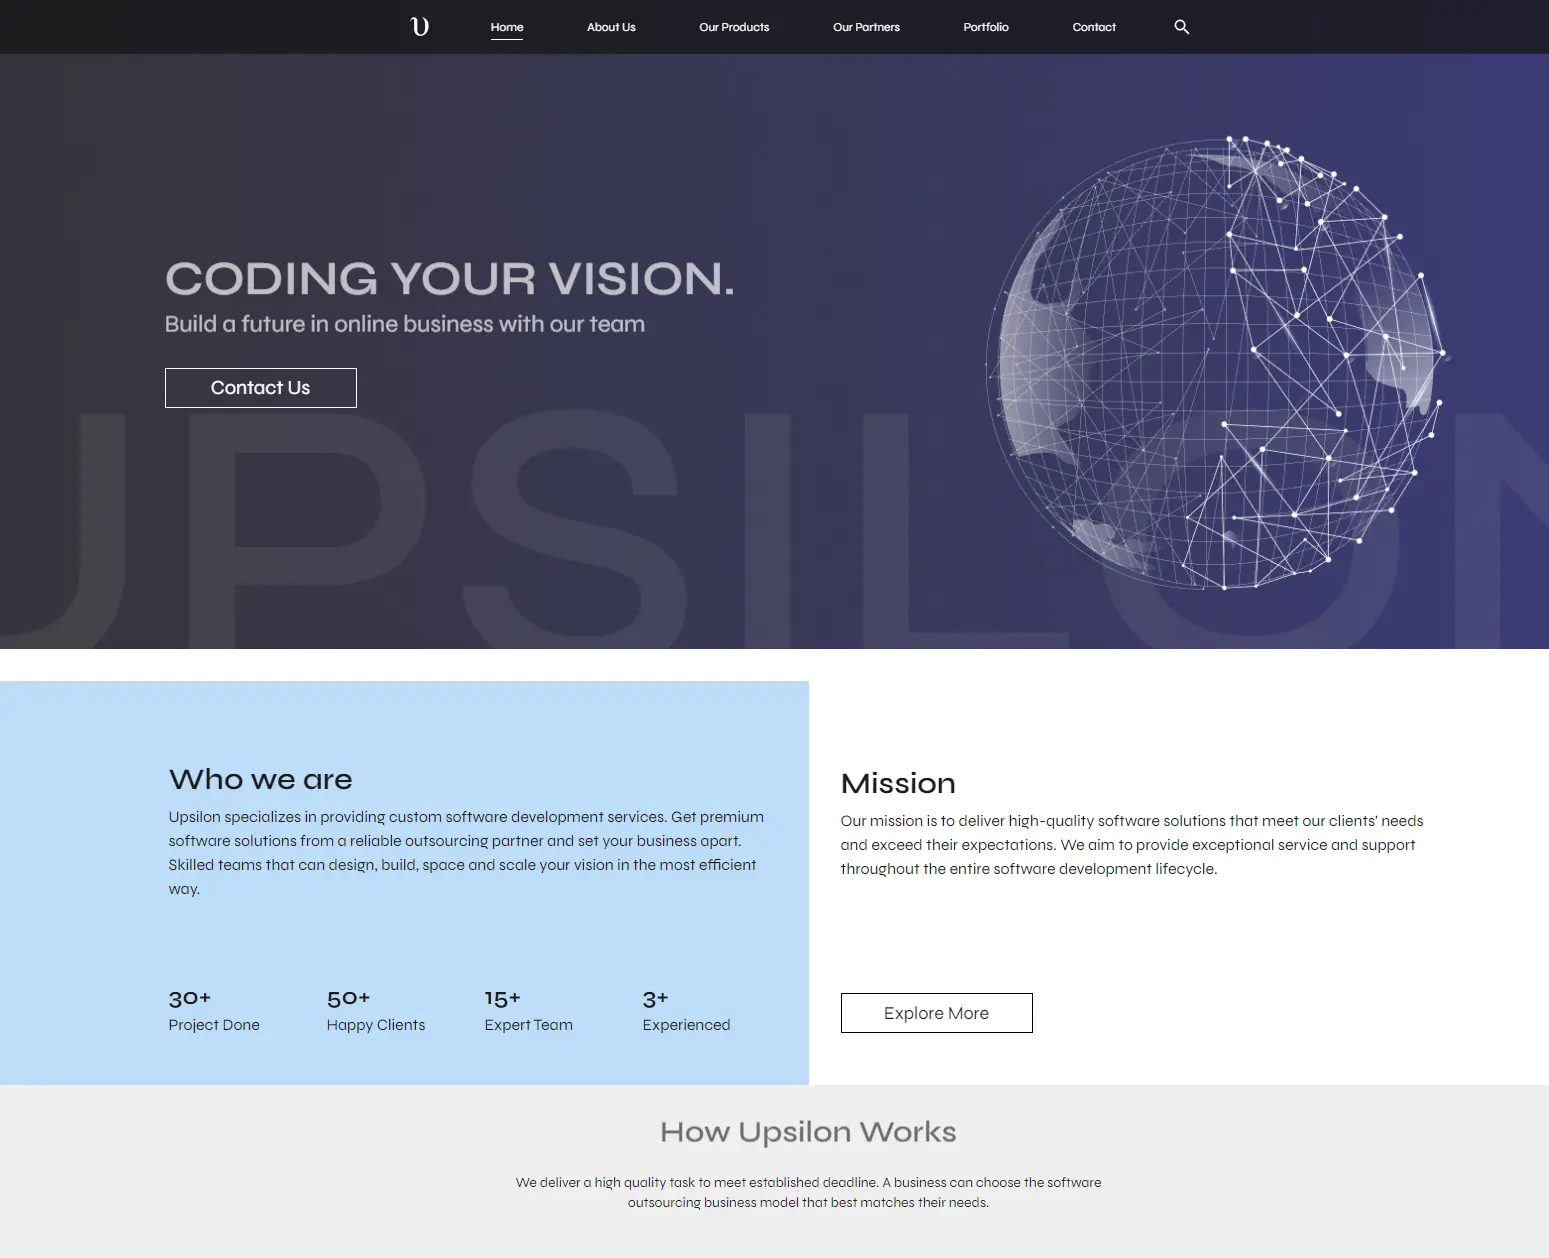 υ
Home
About Us
Our Products
Our Partners
Portfolio
Contact
CODING YOUR VISION.
Build a future in online business with our team
Contact Us
UPSILON
Who we are
Upsilon specializes in providing custom software development services. Get premium
software solutions from a reliable outsourcing partner and set your business apart.
Skilled teams that can design, build, space and scale your vision in the most efficient
way.
30+
Project Done
50+
Happy Clients
15+
Expert Team
3+
Experienced
Mission
Our mission is to deliver high-quality software solutions that meet our clients' needs
and exceed their expectations. We aim to provide exceptional service and support
throughout the entire software development lifecycle.
Explore More
How Upsilon Works
We deliver a high quality task to meet established deadline. A business can choose the software
outsourcing business model that best matches their needs.